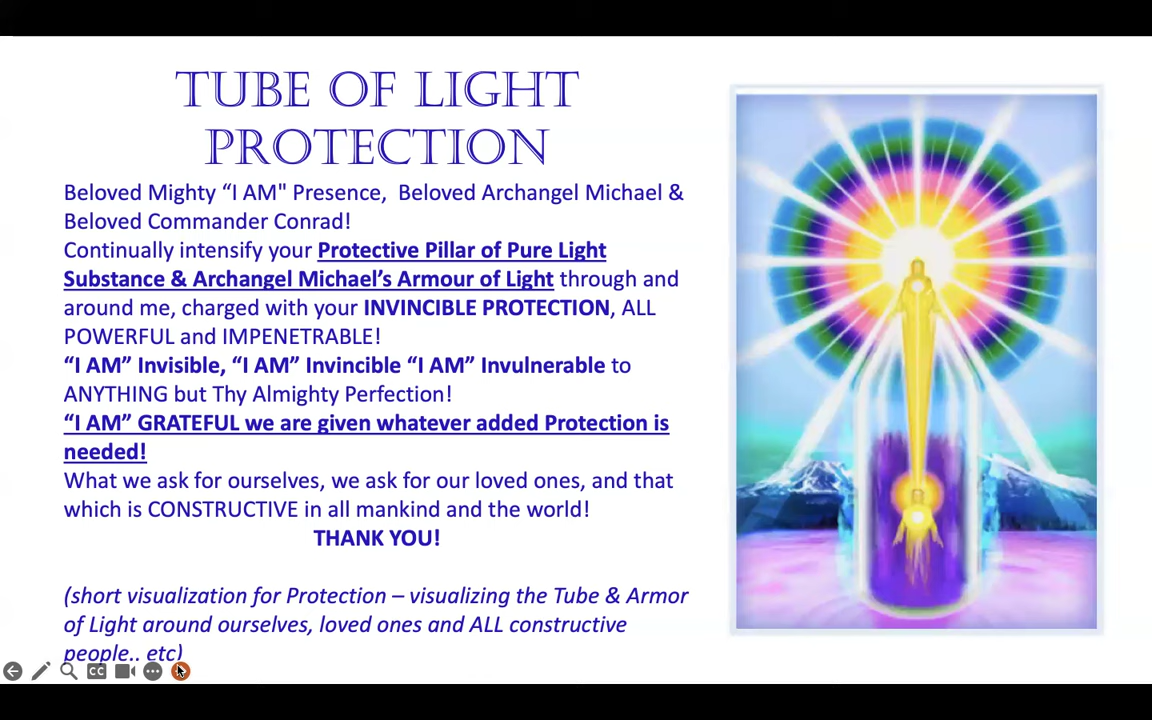 TUBE OF LIGHT
PROTECTION
Beloved Mighty “I AM" Presence,  Beloved Archangel Michael &
Beloved Commander Conrad!
Continually intensify your Protective Pillar of Pure Light
Substance & Archangel Michael’s Armour of Light through and
around me, charged with your INVINCIBLE PROTECTION, ALL
POWERFUL and IMPENETRABLE!
“I AM” Invisible, “I AM” Invincible “I AM” Invulnerable to
ANYTHING but Thy Almighty Perfection!
“I AM” GRATEFUL we are given whatever added Protection is
needed!
What we ask for ourselves, we ask for our loved ones, and that
which is CONSTRUCTIVE in all mankind and the world!
THANK YOU!
(short visualization for Protection – visualizing the Tube & Armor
of Light around ourselves, loved ones and ALL constructive
people.. etc)
CC